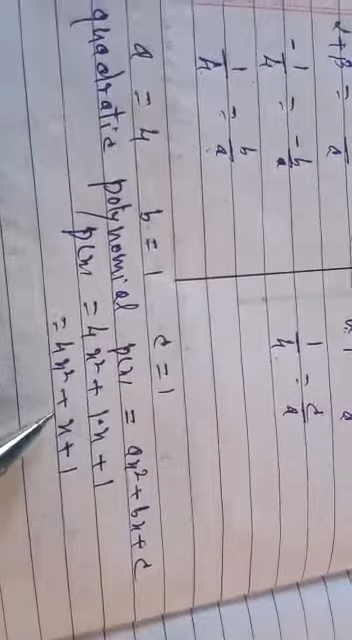 α+β = 
a
α.β
a
-1/4 = -b/a
1/4 = c/a
1/4 = b/a
a = 4 b = 1 c = 1
quadratic polynomial p(x) = ax² + bx + c
p(x) = 4x² + 1·x + 1
= 4x² + x + 1